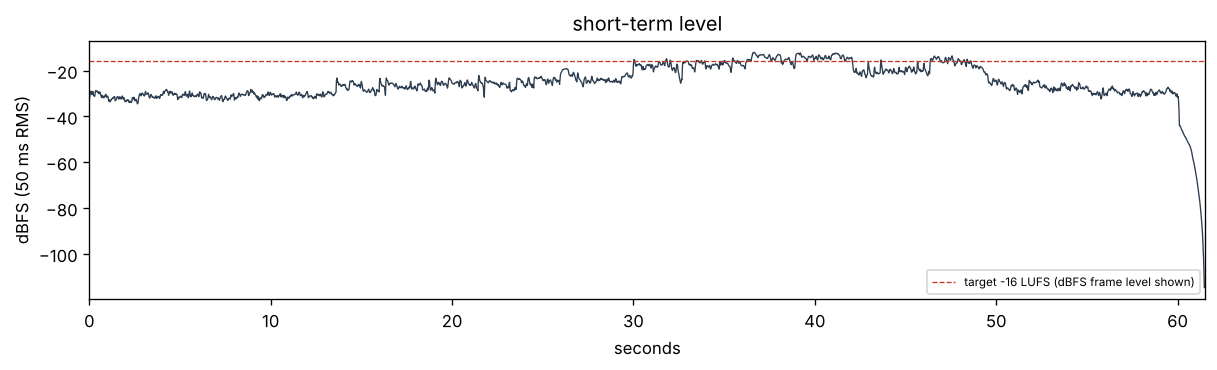 short-term level
dBFS (50 ms RMS)
−20
−40
−60
−80
−100
target -16 LUFS (dBFS frame level shown)
0 10 20 30 40 50 60
seconds